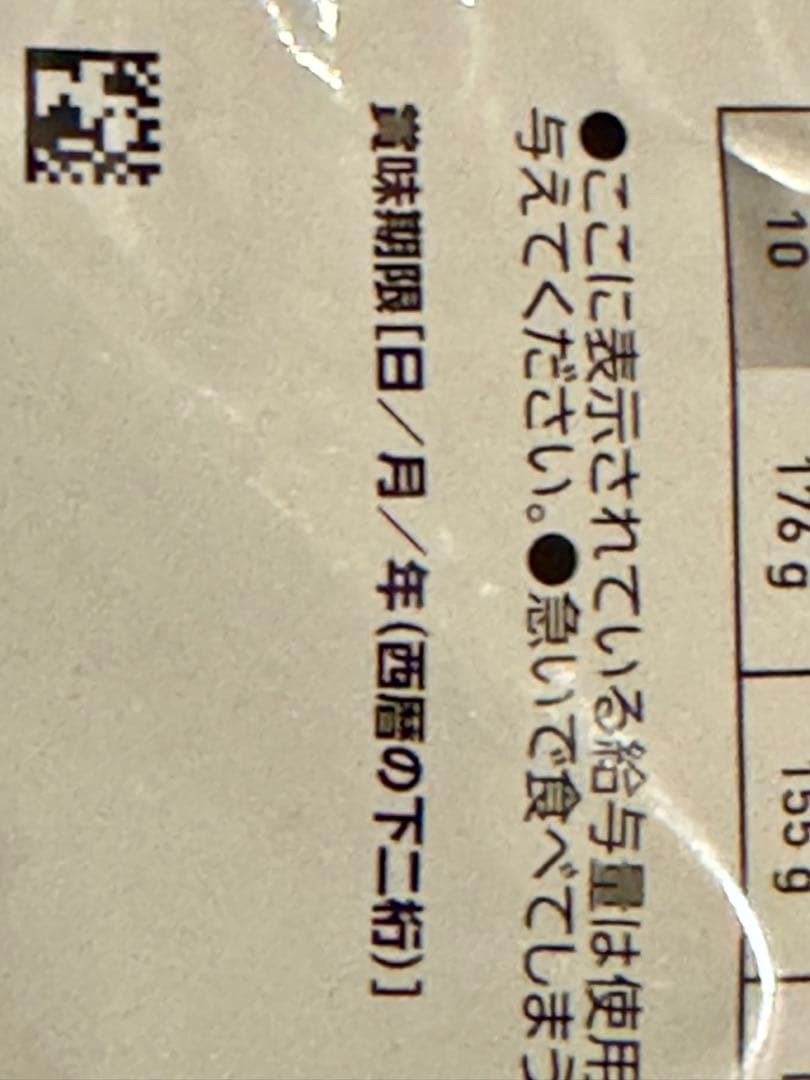 10
176g
155g
●ここに表示されている給与量は使用
与えてください。●急いで食べてしまう
賞味期限[日／月／年(西暦の下二桁)]